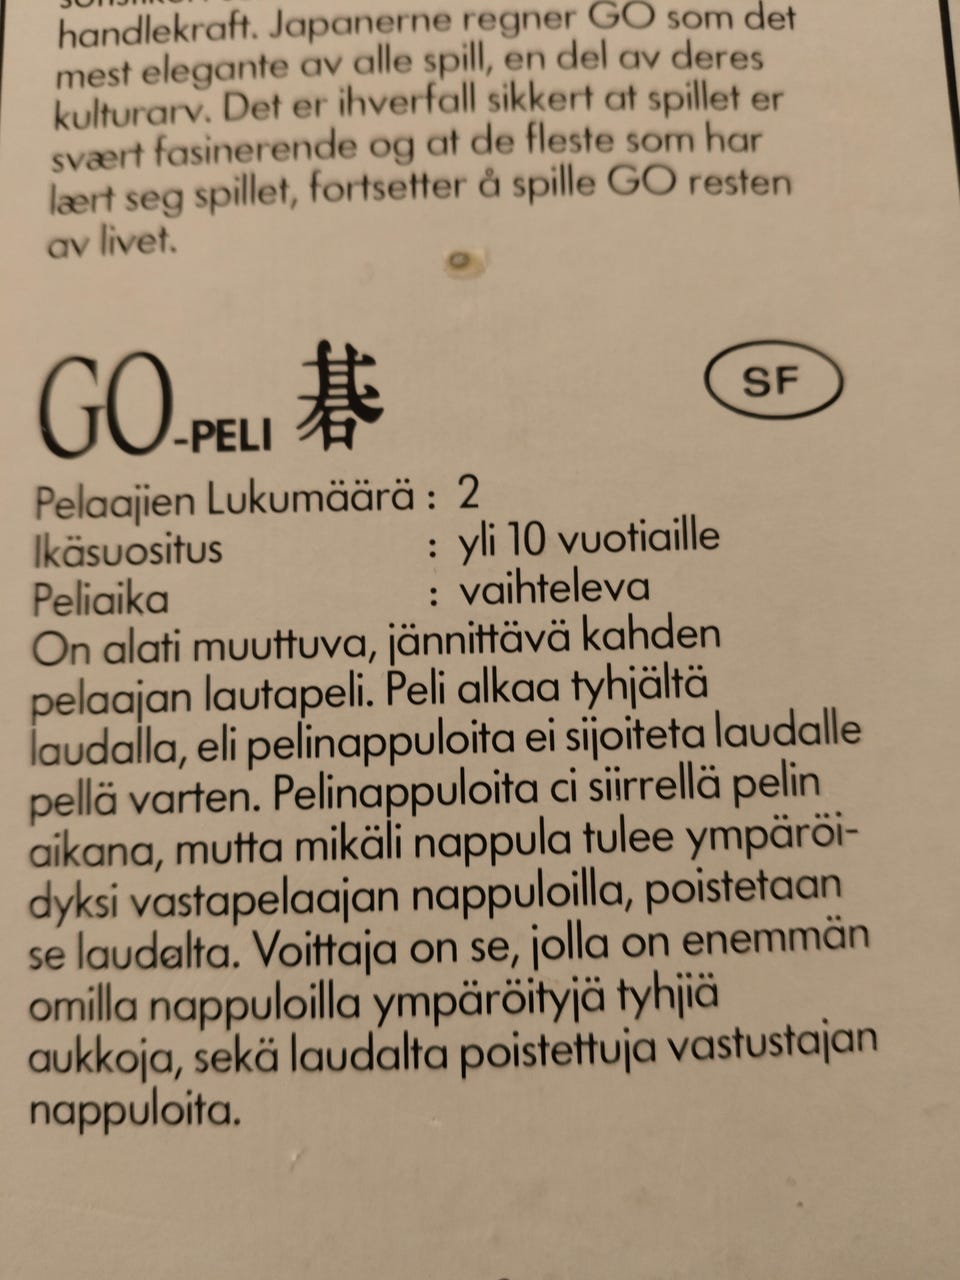 handlekraft. Japanerne regner GO som det
mest elegante av alle spill, en del av deres
kulturarv. Det er ihverfall sikkert at spillet er
svært fasinerende og at de fleste som har
lært seg spillet, fortsetter å spille GO resten
av livet.
GO-PELI 碁
SF
Pelaajien Lukumäärä : 2
Ikäsuositus : yli 10 vuotiaille
Peliaika : vaihteleva
On alati muuttuva, jännittävä kahden
pelaajan lautapeli. Peli alkaa tyhjältä
laudalla, eli pelinappuloita ei sijoiteta laudalle
pellä varten. Pelinappuloita ci siirrellä pelin
aikana, mutta mikäli nappula tulee ympäröi-
dyksi vastapelaajan nappuloilla, poistetaan
se laudalta. Voittaja on se, jolla on enemmän
omilla nappuloilla ympäröityjä tyhjiä
aukkoja, sekä laudalta poistettuja vastustajan
nappuloita.